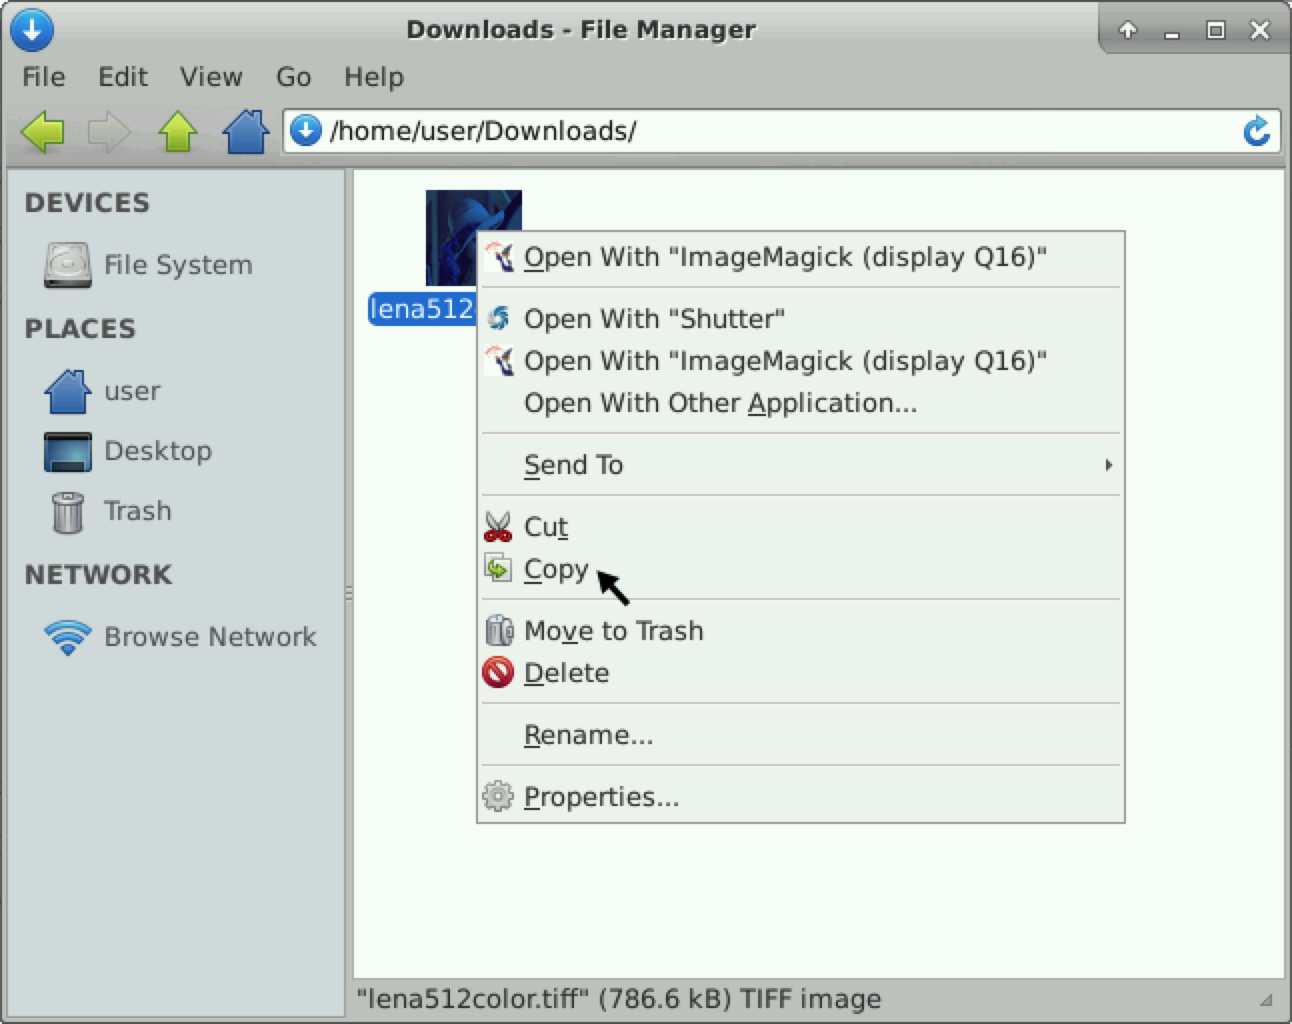 Downloads - File Manager
File Edit View Go Help
/home/user/Downloads/
DEVICES
File System
PLACES
user
Desktop
Trash
NETWORK
Browse Network
lena512
Open With "ImageMagick (display Q16)"
Open With "Shutter"
Open With "ImageMagick (display Q16)"
Open With Other Application...
Send To
Cut
Copy
Move to Trash
Delete
Rename...
Properties...
"lena512color.tiff" (786.6 kB) TIFF image